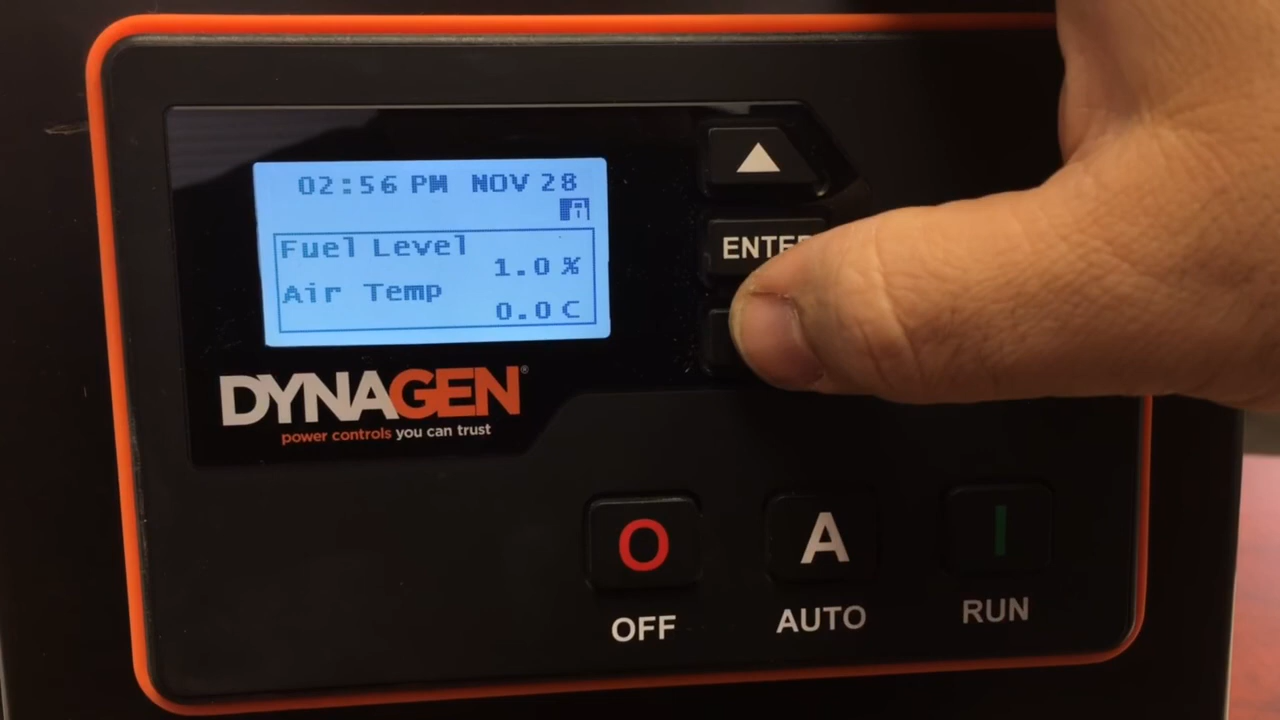 02:56 PM NOV 28
Fuel Level
1.0 %
Air Temp
0.0 C
ENTER
DYNAGEN®
power controls you can trust
O
A
I
OFF
AUTO
RUN